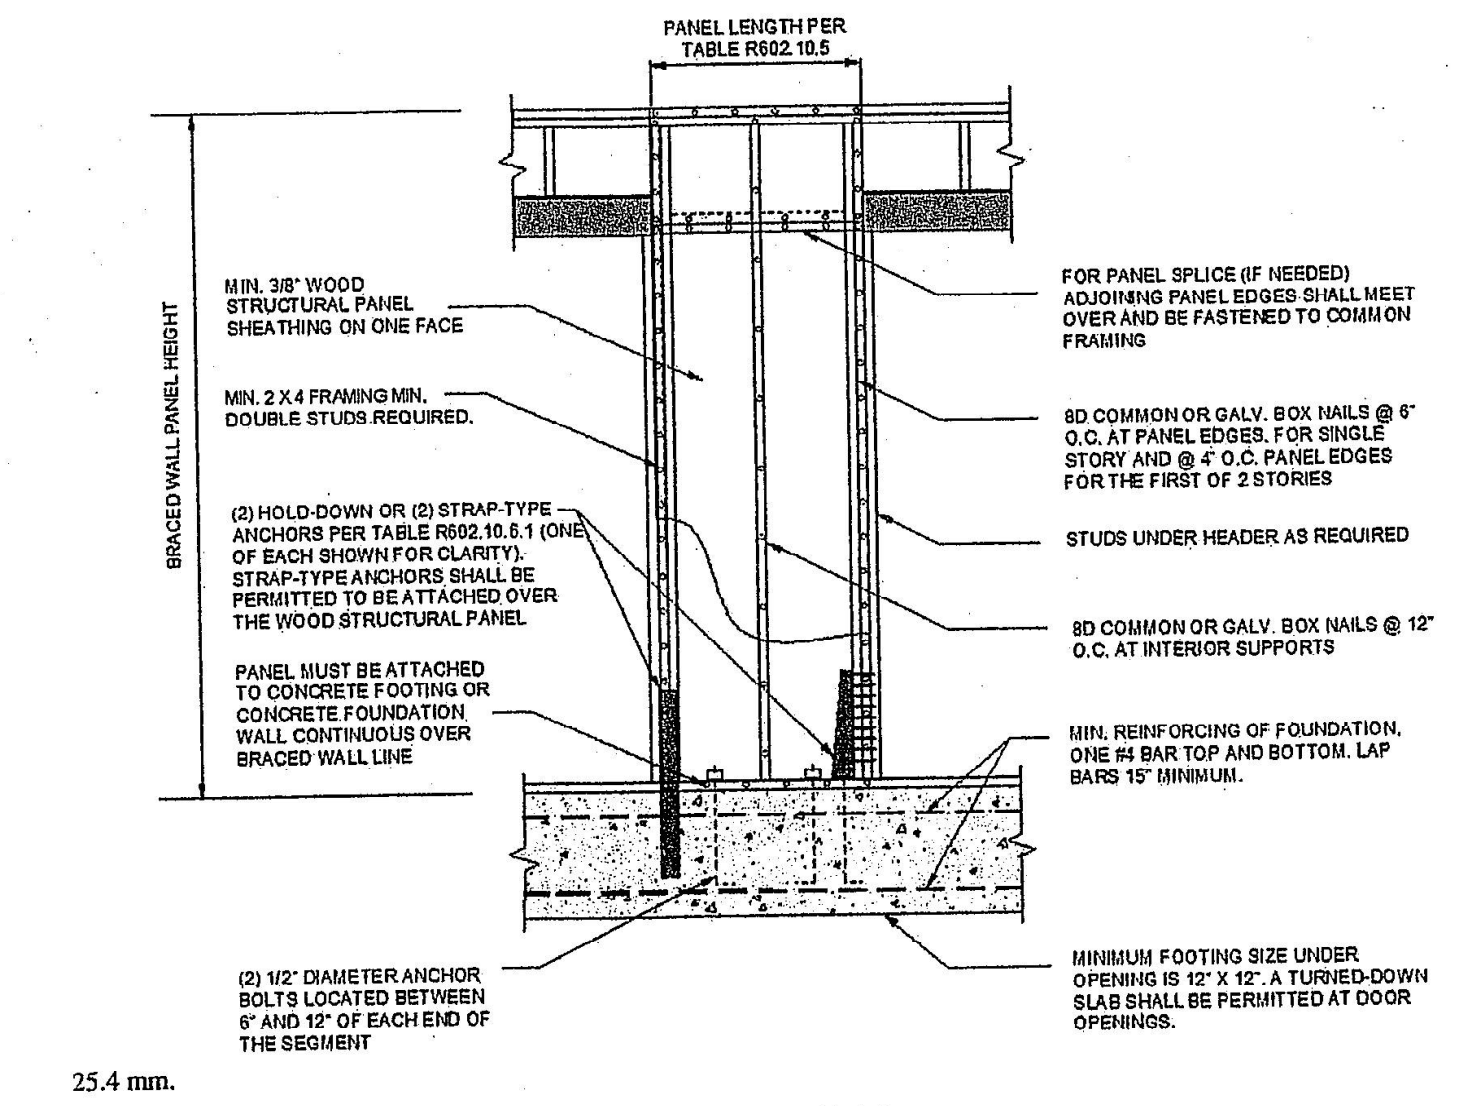 PANEL LENGTH PER
TABLE R602.10.5
BRACED WALL PANEL HEIGHT
MIN. 3/8" WOOD
STRUCTURAL PANEL
SHEATHING ON ONE FACE
MIN. 2 X 4 FRAMING MIN.
DOUBLE STUDS REQUIRED.
(2) HOLD-DOWN OR (2) STRAP-TYPE
ANCHORS PER TABLE R602.10.6.1 (ONE
OF EACH SHOWN FOR CLARITY).
STRAP-TYPE ANCHORS SHALL BE
PERMITTED TO BE ATTACHED OVER
THE WOOD STRUCTURAL PANEL
PANEL MUST BE ATTACHED
TO CONCRETE FOOTING OR
CONCRETE FOUNDATION
WALL CONTINUOUS OVER
BRACED WALL LINE
(2) 1/2" DIAMETER ANCHOR
BOLTS LOCATED BETWEEN
6" AND 12" OF EACH END OF
THE SEGMENT
FOR PANEL SPLICE (IF NEEDED)
ADJOINING PANEL EDGES SHALL MEET
OVER AND BE FASTENED TO COMMON
FRAMING
8D COMMON OR GALV. BOX NAILS @ 6"
O.C. AT PANEL EDGES. FOR SINGLE
STORY AND @ 4" O.C. PANEL EDGES
FOR THE FIRST OF 2 STORIES
STUDS UNDER HEADER AS REQUIRED
8D COMMON OR GALV. BOX NAILS @ 12"
O.C. AT INTERIOR SUPPORTS
MIN. REINFORCING OF FOUNDATION,
ONE #4 BAR TOP AND BOTTOM. LAP
BARS 15" MINIMUM.
MINIMUM FOOTING SIZE UNDER
OPENING IS 12" X 12". A TURNED-DOWN
SLAB SHALL BE PERMITTED AT DOOR
OPENINGS.
25.4 mm.